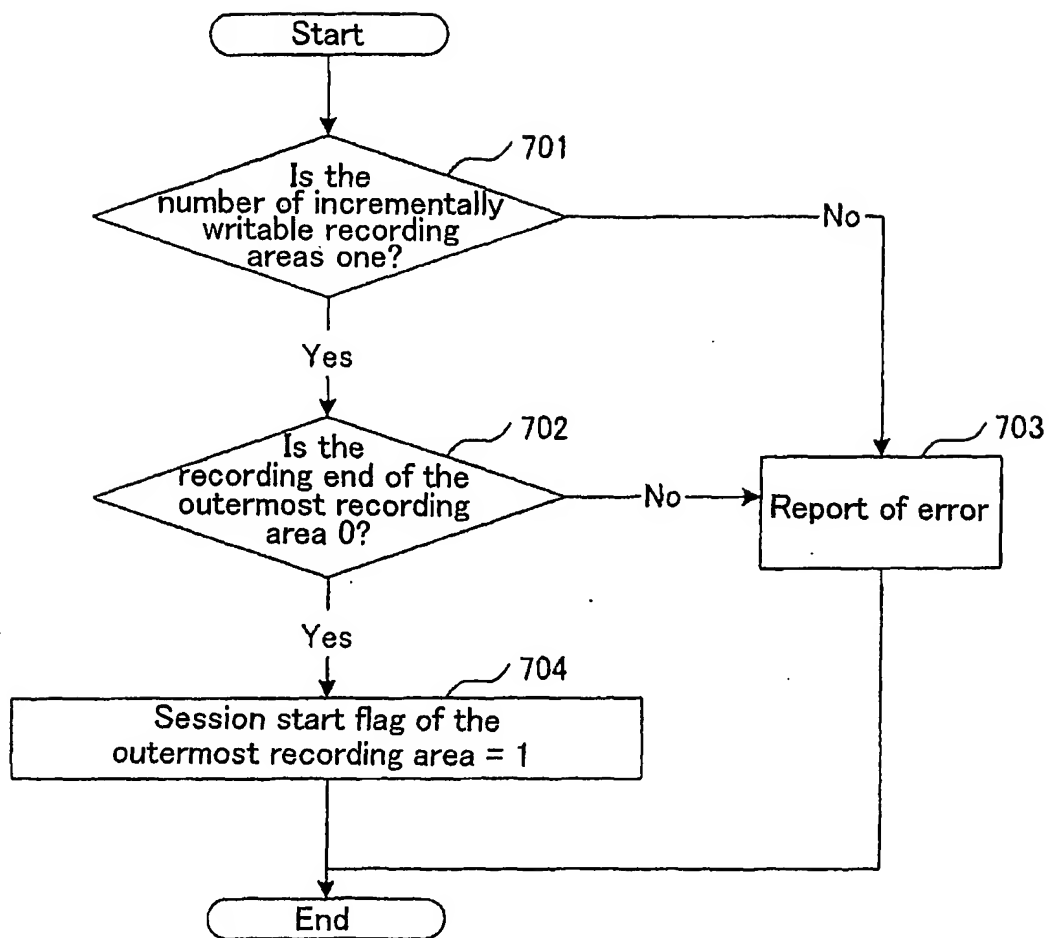 Start
701
Is the
number of incrementally
writable recording
areas one?
No
Yes
702
Is the
recording end of the
outermost recording
area 0?
No
703
Report of error
Yes
704
Session start flag of the
outermost recording area = 1
End